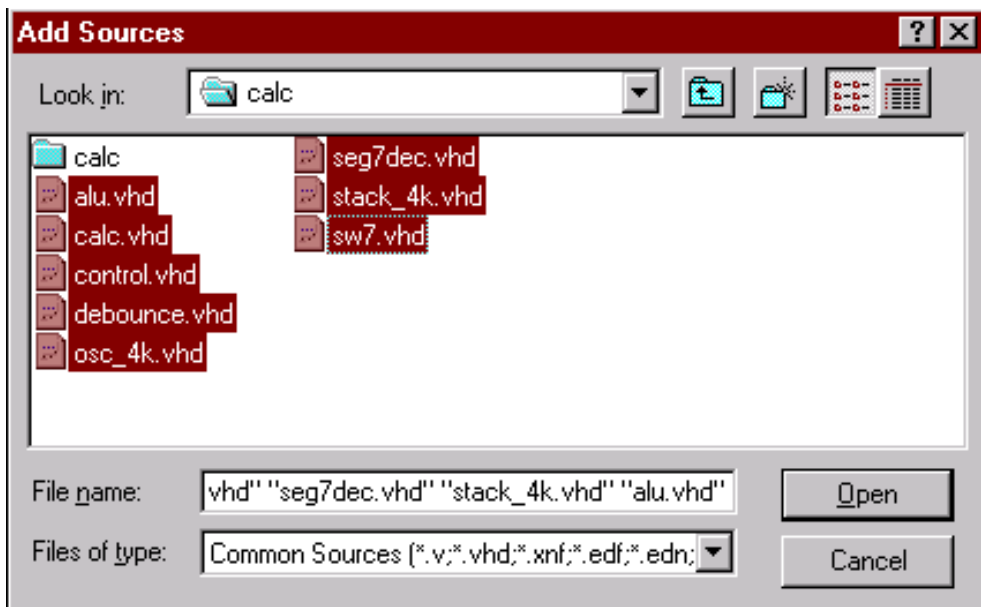 Add Sources
Look in: calc
calc
alu.vhd
calc.vhd
control.vhd
debounce.vhd
osc_4k.vhd
seg7dec.vhd
stack_4k.vhd
sw7.vhd
File name: vhd" "seg7dec.vhd" "stack_4k.vhd" "alu.vhd" Open
Files of type: Common Sources (*.v;*.vhd;*.xnf;*.edf;*.edn; Cancel